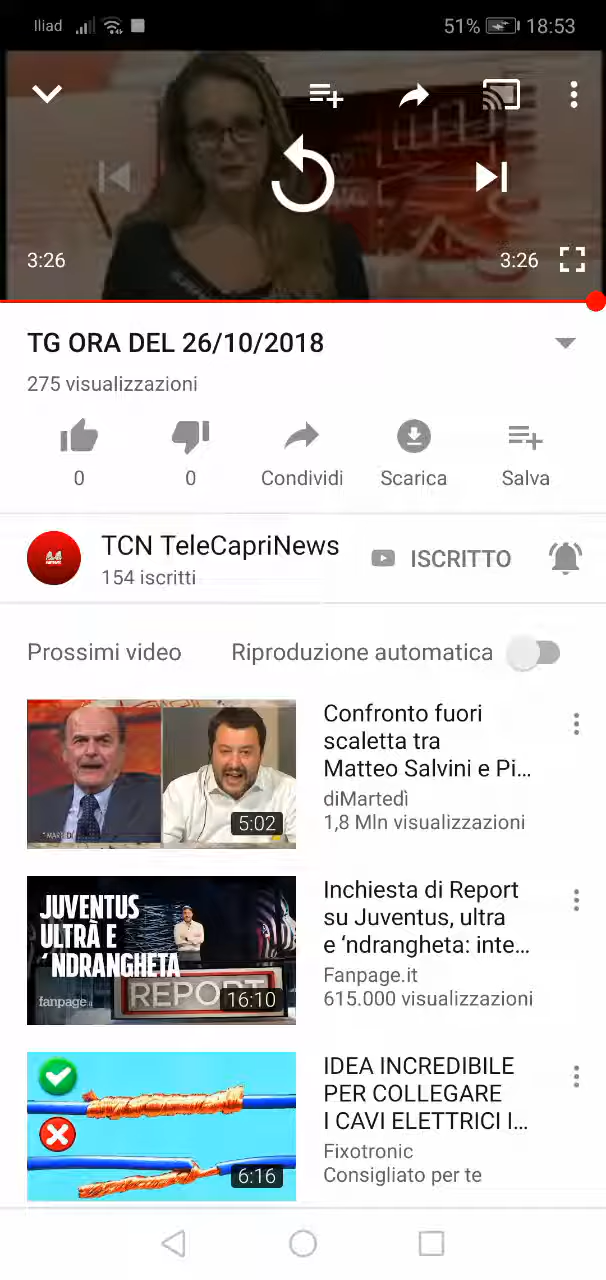 Iliad
51%
18:53
3:26
3:26
TG ORA DEL 26/10/2018
275 visualizzazioni
0
0
Condividi
Scarica
Salva
TCN TeleCapriNews
154 iscritti
ISCRITTO
Prossimi video
Riproduzione automatica
5:02
Confronto fuori
scaletta tra
Matteo Salvini e Pi...
diMartedì
1,8 Mln visualizzazioni
JUVENTUS
ULTRÀ E
‘NDRANGHETA
fanpage.it
REPORT
16:10
Inchiesta di Report
su Juventus, ultra
e ‘ndrangheta: inte...
Fanpage.it
615.000 visualizzazioni
6:16
IDEA INCREDIBILE
PER COLLEGARE
I CAVI ELETTRICI I...
Fixotronic
Consigliato per te